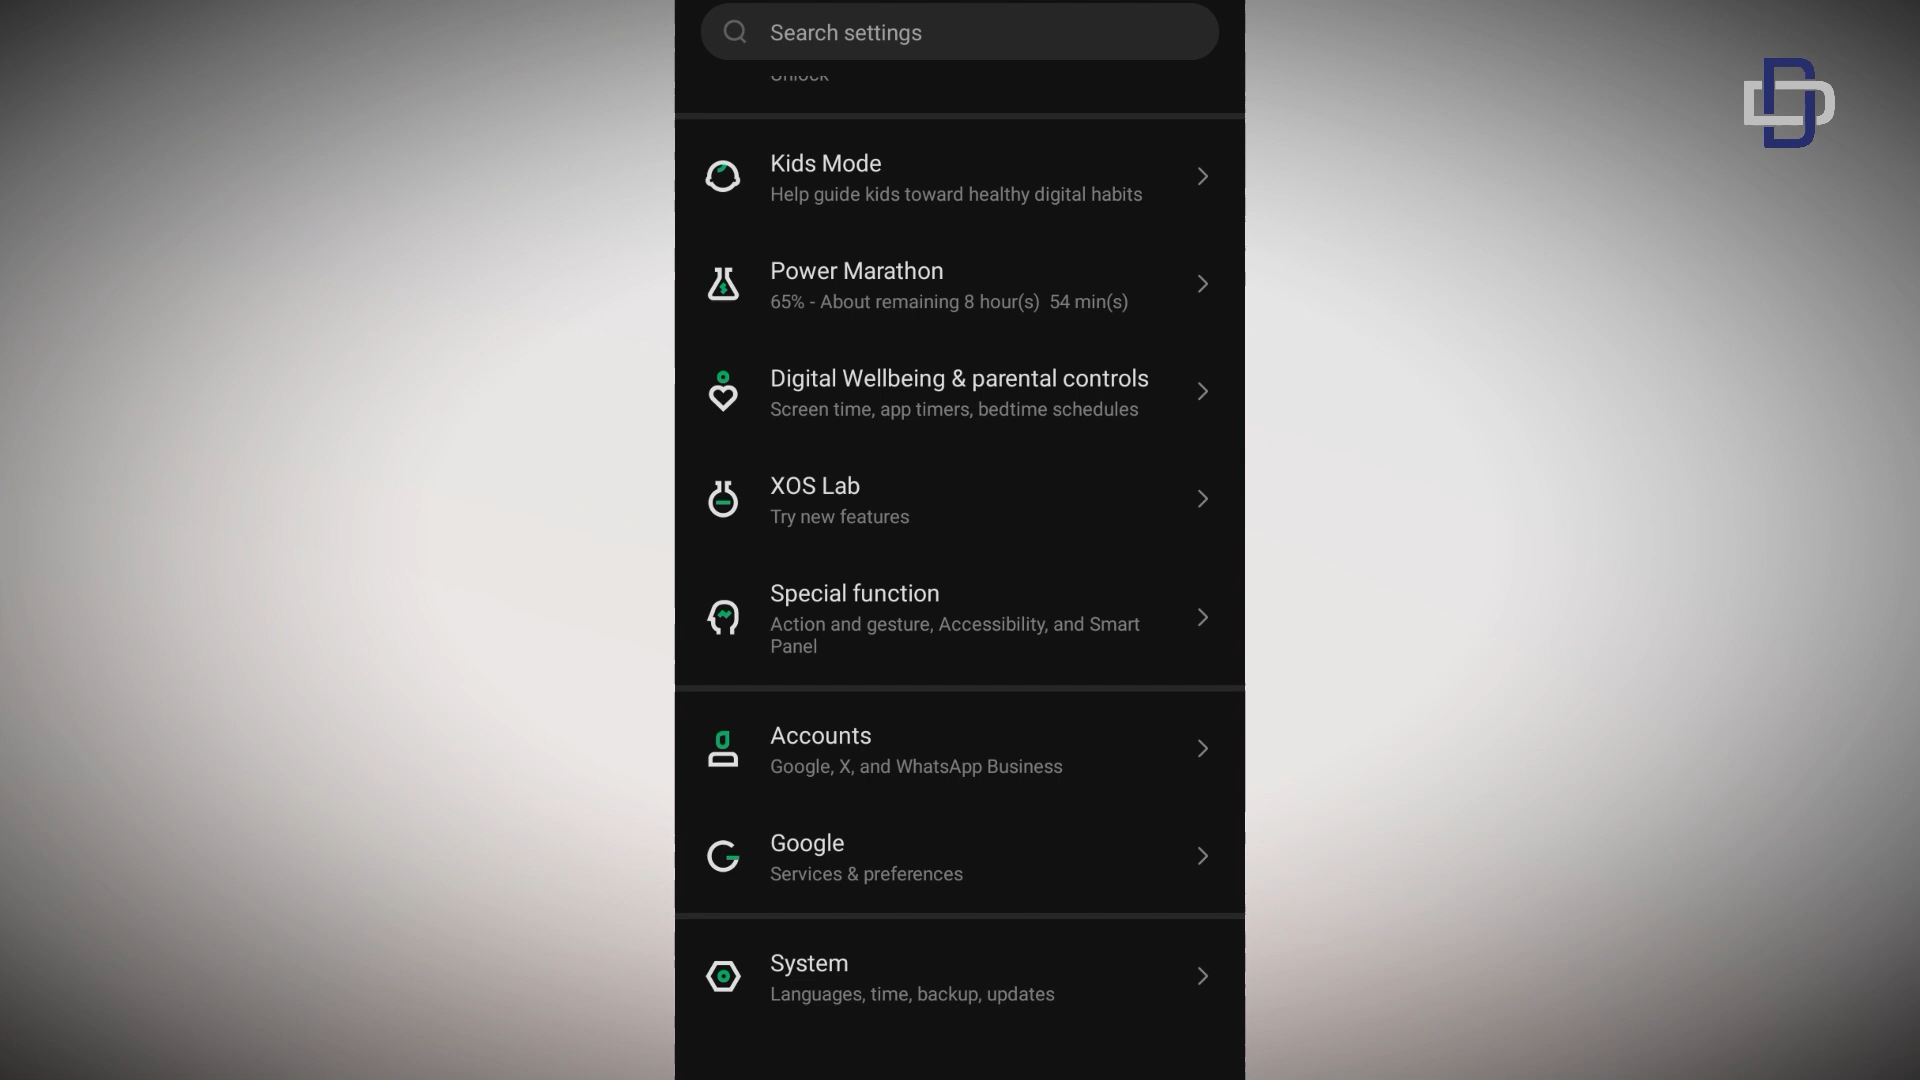 Search settings
Unlock
Kids Mode
Help guide kids toward healthy digital habits
Power Marathon
65% - About remaining 8 hour(s)  54 min(s)
Digital Wellbeing & parental controls
Screen time, app timers, bedtime schedules
XOS Lab
Try new features
Special function
Action and gesture, Accessibility, and Smart
Panel
Accounts
Google, X, and WhatsApp Business
Google
Services & preferences
System
Languages, time, backup, updates